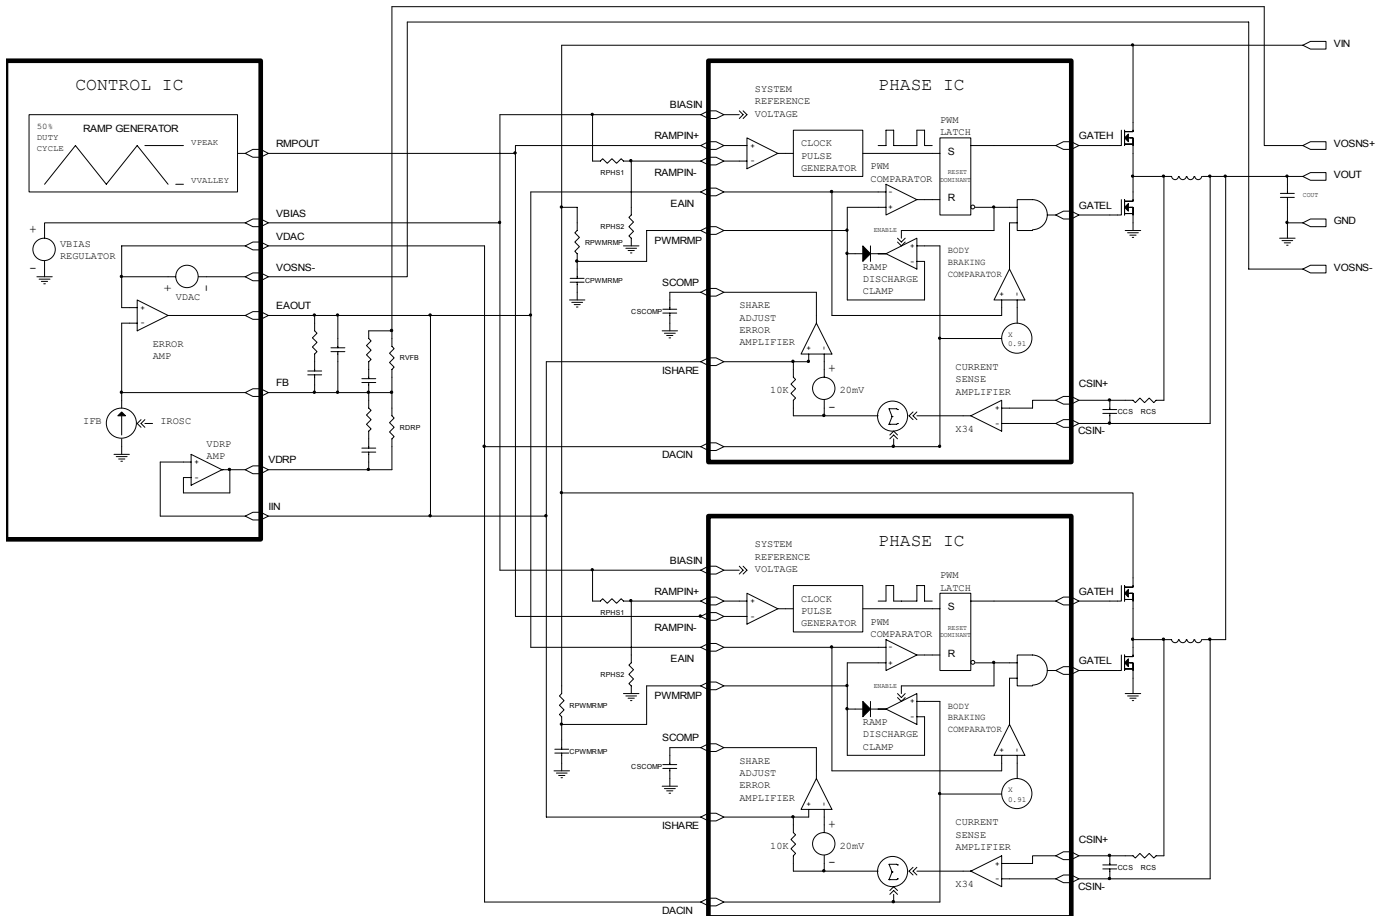 CONTROL IC
50%
DUTY
CYCLE
RAMP GENERATOR
VPEAK
VVALLEY
RMPOUT
VBIAS
+
-
VBIAS
REGULATOR
VDAC
VOSNS-
+
-
VDAC
EAOUT
+
-
ERROR
AMP
FB
IFB
IROSC
VDRP
AMP
+
-
VDRP
IIN
RVFB
RDRP
RPHS1
RPHS2
RPWMRMP
CPWMRMP
CSCOMP
PHASE IC
BIASIN
SYSTEM
REFERENCE
VOLTAGE
RAMPIN+
RAMPIN-
+
-
CLOCK
PULSE
GENERATOR
PWM
LATCH
S
RESET
DOMINANT
R
PWM
COMPARATOR
-
+
EAIN
PWMRMP
ENABLE
+
-
RAMP
DISCHARGE
CLAMP
BODY
BRAKING
COMPARATOR
+
-
SCOMP
SHARE
ADJUST
ERROR
AMPLIFIER
+
-
X
0.91
ISHARE
10K
+
-
20mV
Σ
CURRENT
SENSE
AMPLIFIER
+
-
X34
DACIN
GATEH
GATEL
CSIN+
CSIN-
CCS
RCS
VIN
VOSNS+
VOUT
COUT
GND
VOSNS-
RPHS1
RPHS2
RPWMRMP
CPWMRMP
CSCOMP
PHASE IC
BIASIN
SYSTEM
REFERENCE
VOLTAGE
RAMPIN+
RAMPIN-
+
-
CLOCK
PULSE
GENERATOR
PWM
LATCH
S
RESET
DOMINANT
R
PWM
COMPARATOR
-
+
EAIN
PWMRMP
ENABLE
+
-
RAMP
DISCHARGE
CLAMP
BODY
BRAKING
COMPARATOR
+
-
SCOMP
SHARE
ADJUST
ERROR
AMPLIFIER
+
-
X
0.91
ISHARE
10K
+
-
20mV
Σ
CURRENT
SENSE
AMPLIFIER
+
-
X34
DACIN
GATEH
GATEL
CSIN+
CSIN-
CCS
RCS